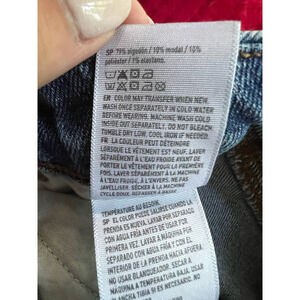 SP 79% algodón / 10% modal / 10%
poliéster / 1% elastano.
EN COLOR MAY TRANSFER WHEN NEW.
WASH ONCE SEPARATELY IN COLD WATER
BEFORE WEARING. MACHINE WASH COLD
INSIDE OUT SEPARATELY. DO NOT BLEACH.
TUMBLE DRY LOW. COOL IRON IF NEEDED.
FR LA COULEUR PEUT DÉTEINDRE
LORSQUE LE VÊTEMENT EST NEUF. LAVER
SÉPARÉMENT À L'EAU FROIDE AVANT DE
PORTER LE VÊTEMENT POUR LA PREMIÈRE
FOIS. LAVER SÉPARÉMENT À LA MACHINE
À L'EAU FROIDE, À L'ENVERS. NE PAS
JAVELLISER. SÉCHER À BASSE
TEMPÉRATURE AU BESOIN.
SP EL COLOR PUEDE SALIRSE CUANDO LA
PRENDA ES NUEVA. LAVAR POR SEPARADO
CON AGUA FRÍA ANTES DE USAR POR
PRIMERA VEZ. LAVAR A MÁQUINA POR
SEPARADO CON AGUA FRÍA Y CON EL
INTERIOR DE LA PRENDA HACIA AFUERA.
NO USAR BLANQUEADOR. SECAR A
MÁQUINA A TEMPERATURA BAJA. USAR
PLANCHA TIBIA SI ES NECESARIO.